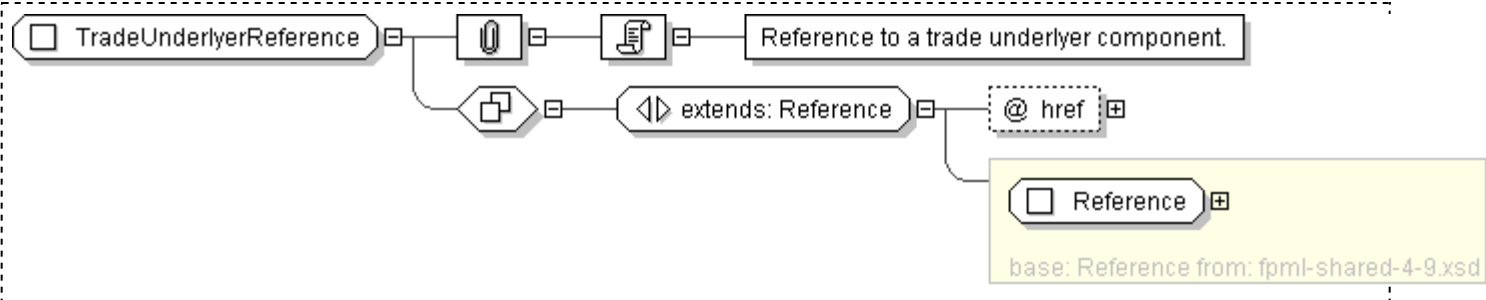 TradeUnderlyerReference
Reference to a trade underlyer component.
extends: Reference
@ href
Reference
base: Reference from: fpml-shared-4-9.xsd